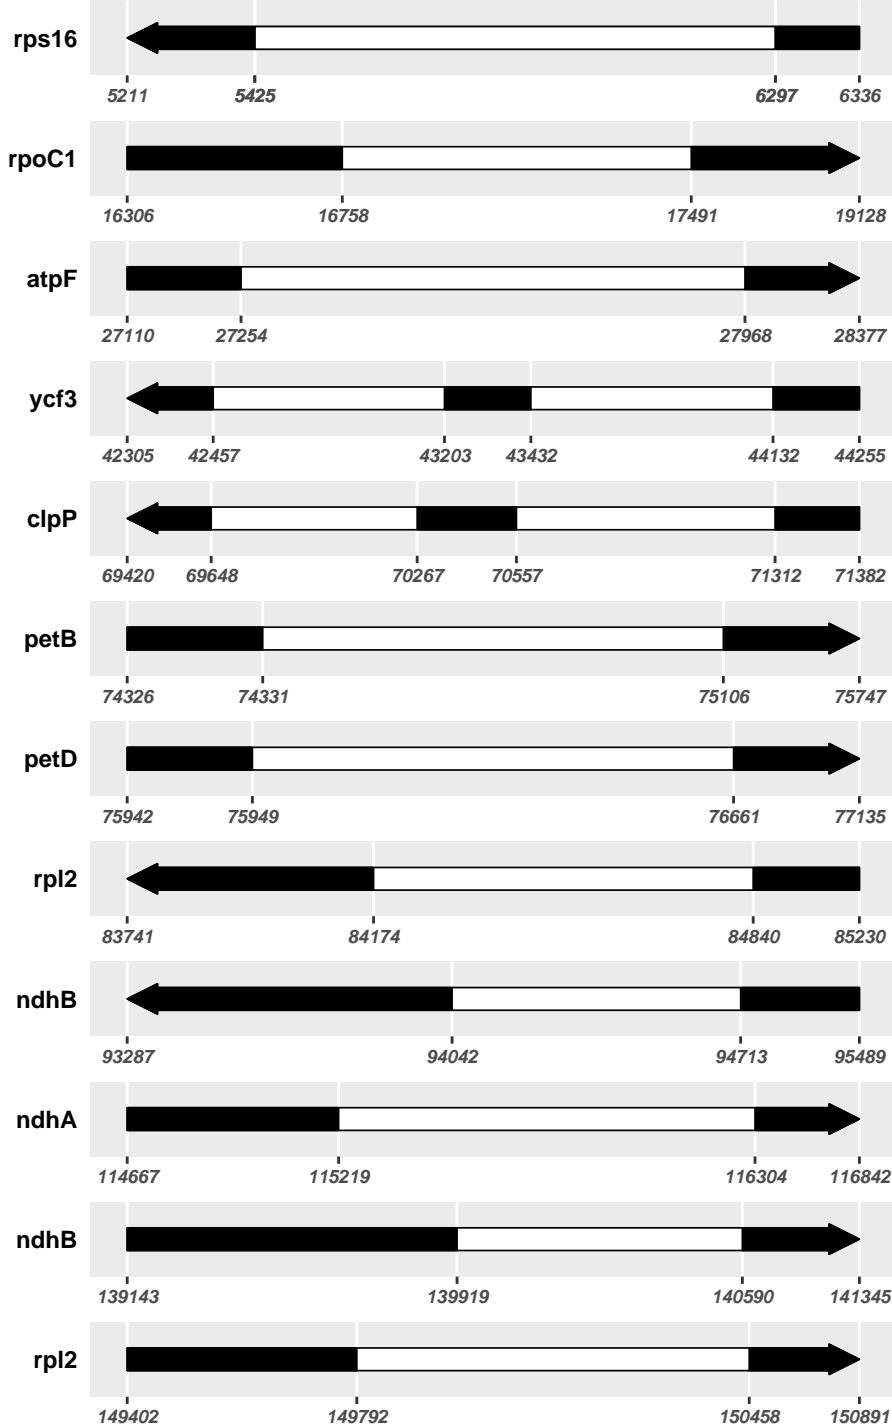 rps16
5211 5425 6297 6336
rpoC1
16306 16758 17491 19128
atpF
27110 27254 27968 28377
ycf3
42305 42457 43203 43432 44132 44255
clpP
69420 69648 70267 70557 71312 71382
petB
74326 74331 75106 75747
petD
75942 75949 76661 77135
rpl2
83741 84174 84840 85230
ndhB
93287 94042 94713 95489
ndhA
114667 115219 116304 116842
ndhB
139143 139919 140590 141345
rpl2
149402 149792 150458 150891